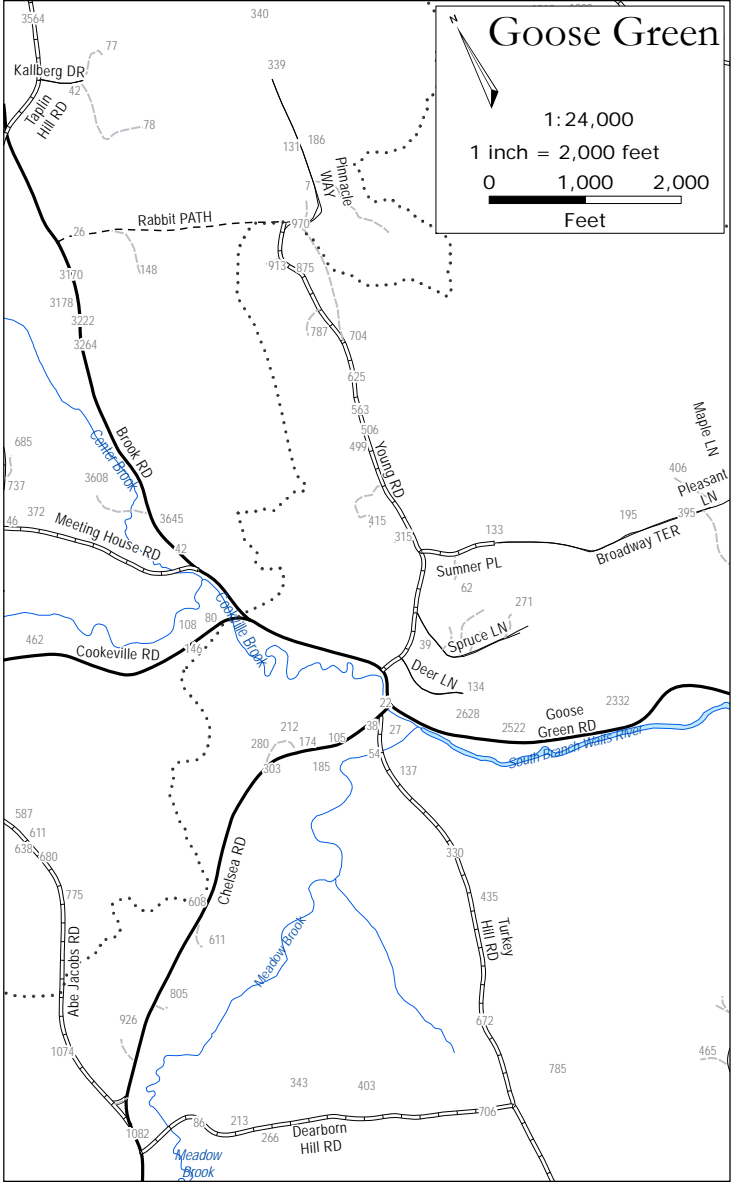 3564
340
N
Goose Green
77
Kallberg DR
42
339
Taplin
Hill RD
78
1:24,000
1 inch = 2,000 feet
0 1,000 2,000
Feet
131
186
Pinnacle
WAY
7
26
Rabbit PATH
970
148
913
875
3170
3178
3222
3264
787
704
625
563
506
499
Young RD
Maple LN
Brook RD
Center Brook
685
737
3608
406
Pleasant
LN
372
46
Meeting House RD
3645
42
415
315
133
195
395
Broadway TER
Sumner PL
62
271
Cookville Brook
108
80
462
Cookeville RD
146
39
Spruce LN
Deer LN
134
22
2628
2522
Goose
Green RD
2332
South Branch Waits River
212
38
27
280
174
105
303
185
54
137
587
611
638
680
775
330
Chelsea RD
435
Turkey
Hill RD
608
611
Meadow Brook
Abe Jacobs RD
805
926
672
1074
465
785
343
403
1082
86
213
266
Dearborn
Hill RD
706
Meadow
Brook